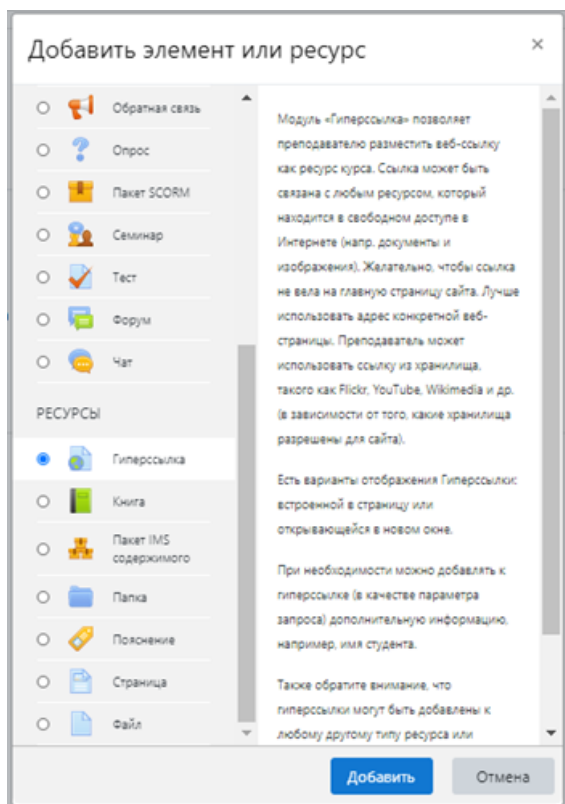 Добавить элемент или ресурс ×
Обратная связь
Опрос
Пакет SCORM
Семинар
Тест
Форум
Чат
РЕСУРСЫ
Гиперссылка
Книга
Пакет IMS
содержимого
Папка
Пояснение
Страница
Файл
Модуль «Гиперссылка» позволяет
преподавателю разместить веб-ссылку
как ресурс курса. Ссылка может быть
связана с любым ресурсом, который
находится в свободном доступе в
Интернете (напр. документы и
изображения). Желательно, чтобы ссылка
не вела на главную страницу сайта. Лучше
использовать адрес конкретной веб-
страницы. Преподаватель может
использовать ссылку из хранилища,
такого как Flickr, YouTube, Wikimedia и др.
(в зависимости от того, какие хранилища
разрешены для сайта).
Есть варианты отображения Гиперссылки:
встроенной в страницу или
открывающейся в новом окне.
При необходимости можно добавлять к
гиперссылке (в качестве параметра
запроса) дополнительную информацию,
например, имя студента.
Также обратите внимание, что
гиперссылки могут быть добавлены к
любому другому типу ресурса или
Добавить
Отмена